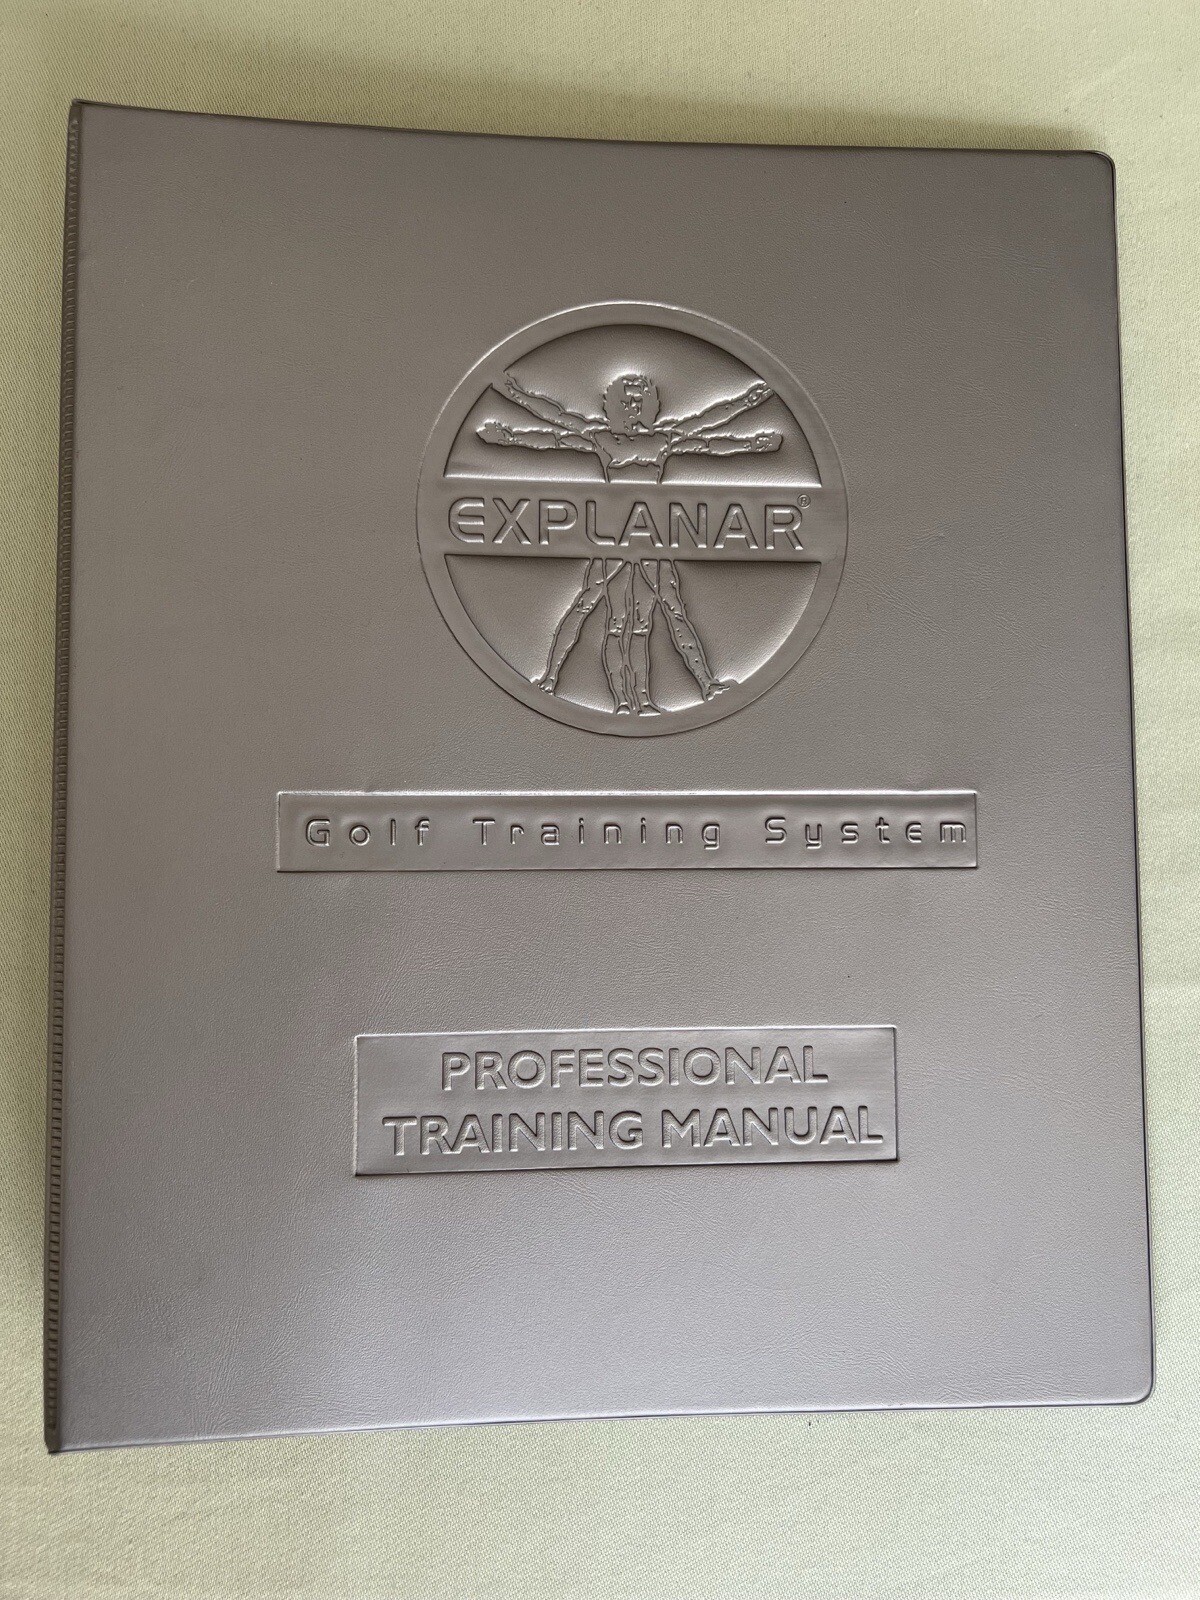 EXPLANAR®
Golf Training System
PROFESSIONAL
TRAINING MANUAL